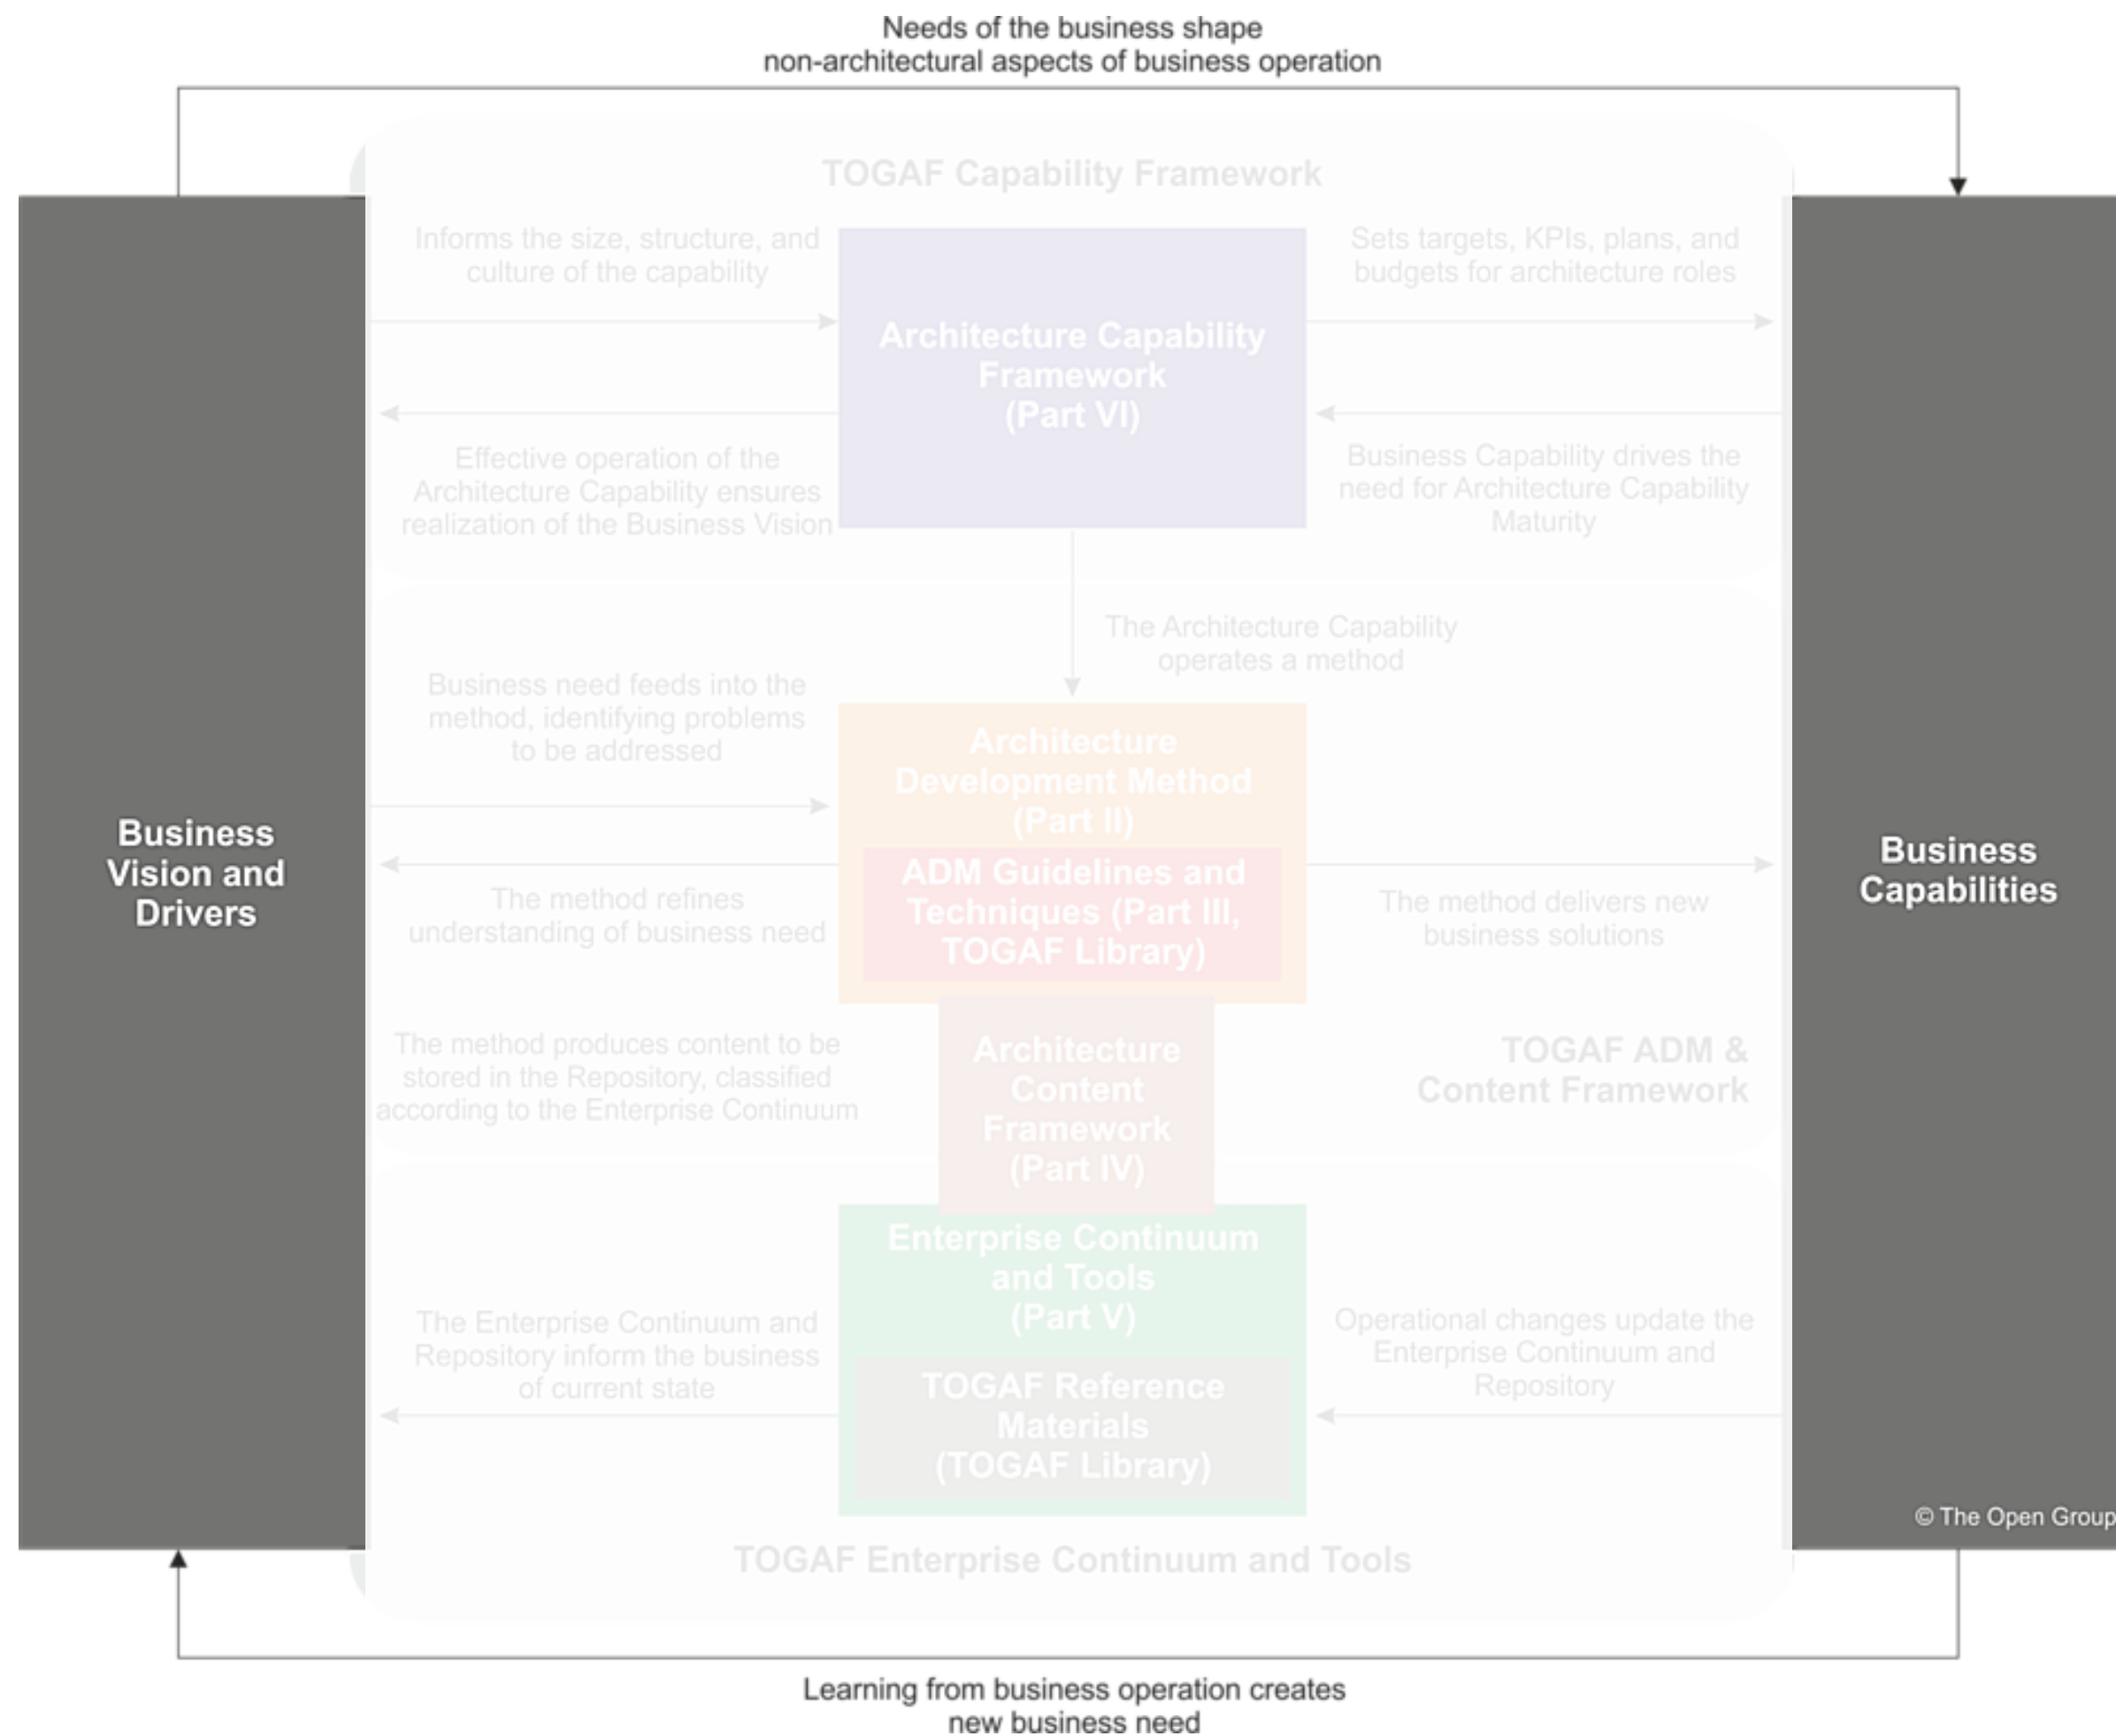 Needs of the business shape
non-architectural aspects of business operation
TOGAF Capability Framework
Informs the size, structure, and
culture of the capability
Sets targets, KPIs, plans, and
budgets for architecture roles
Architecture Capability
Framework
(Part VI)
Effective operation of the
Architecture Capability ensures
realization of the Business Vision
Business Capability drives the
need for Architecture Capability
Maturity
The Architecture Capability
operates a method
Business need feeds into the
method, identifying problems
to be addressed
Architecture
Development Method
(Part II)
Business
Vision and
Drivers
ADM Guidelines and
Techniques (Part III,
TOGAF Library)
Business
Capabilities
The method refines
understanding of business need
The method delivers new
business solutions
The method produces content to be
stored in the Repository, classified
according to the Enterprise Continuum
Architecture
Content
Framework
(Part IV)
TOGAF ADM &
Content Framework
Enterprise Continuum
and Tools
(Part V)
The Enterprise Continuum and
Repository inform the business
of current state
Operational changes update the
Enterprise Continuum and
Repository
TOGAF Reference
Materials
(TOGAF Library)
© The Open Group
TOGAF Enterprise Continuum and Tools
Learning from business operation creates
new business need